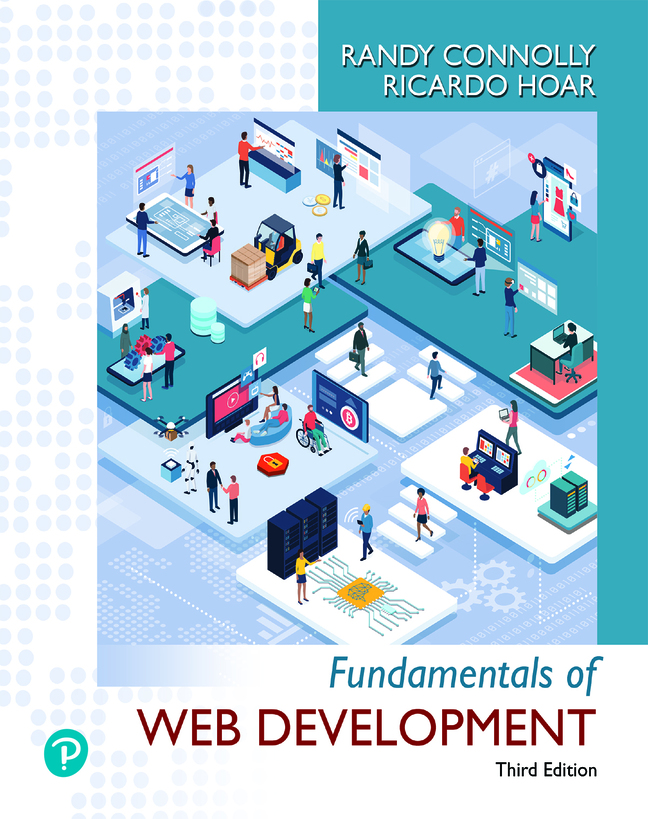 RANDY CONNOLLY
RICARDO HOAR
Fundamentals of
WEB DEVELOPMENT
Third Edition